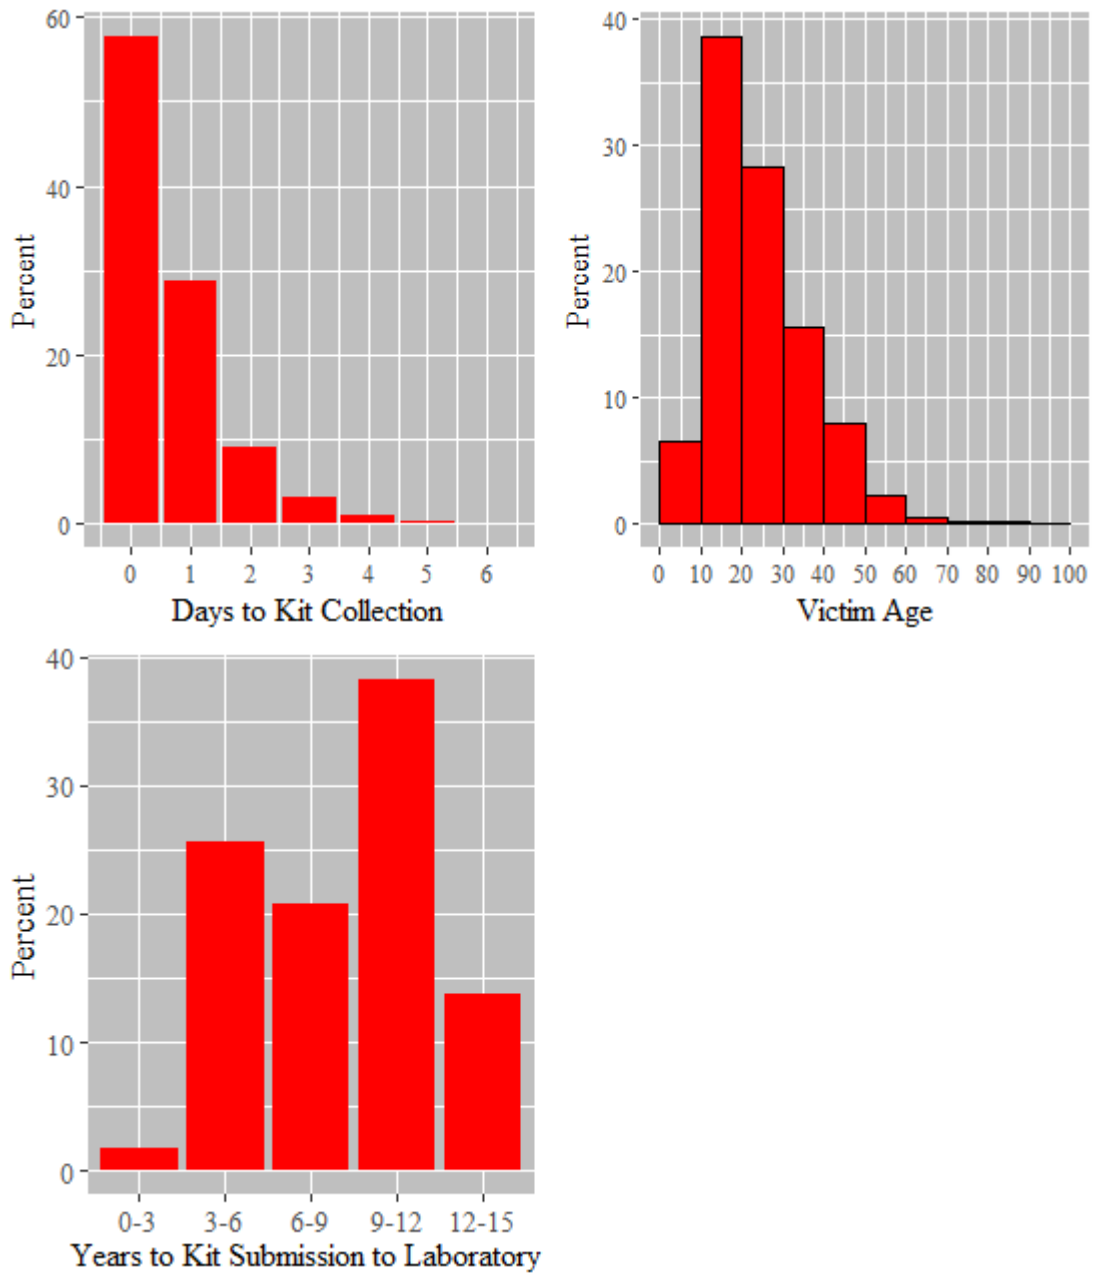 60
40
20
0
Percent
0 1 2 3 4 5 6
Days to Kit Collection
40
30
20
10
0
Percent
0 10 20 30 40 50 60 70 80 90 100
Victim Age
40
30
20
10
0
Percent
0-3 3-6 6-9 9-12 12-15
Years to Kit Submission to Laboratory